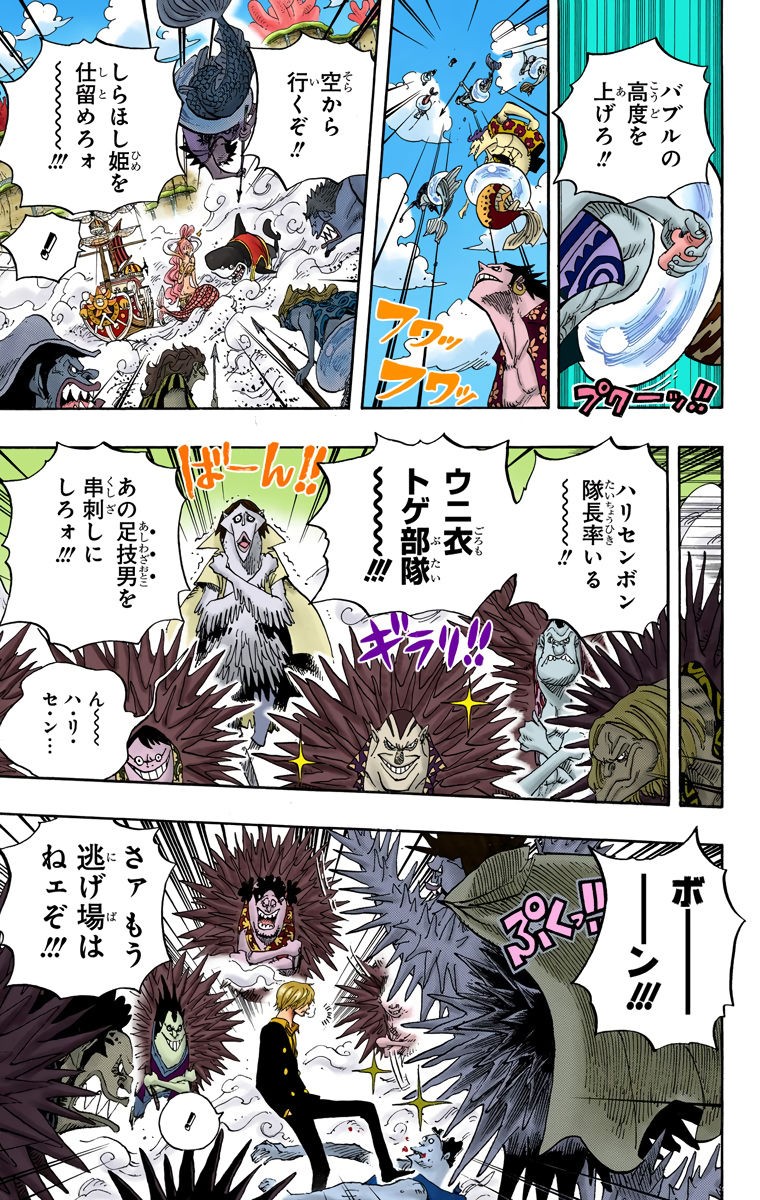 バブルの
高度を
上げろ!!
プクーッ!!
フワッ
フワッ
空から
行くぞ!!
しらほし姫を
仕留めろォ
〜〜〜!!!
!
ハリセンボン
隊長率いる
〜〜〜
ウニ衣
トゲ部隊
〜〜〜!!!
ギラリ!!
ばーん!!
あの足技男を
串刺しに
しろォ!!!
ん〜〜〜
ハ・リ・
セ・ン…
ボーーーン!!!
ぷくっ!!
さァ もう
逃げ場は
ねェぞ!!!
!